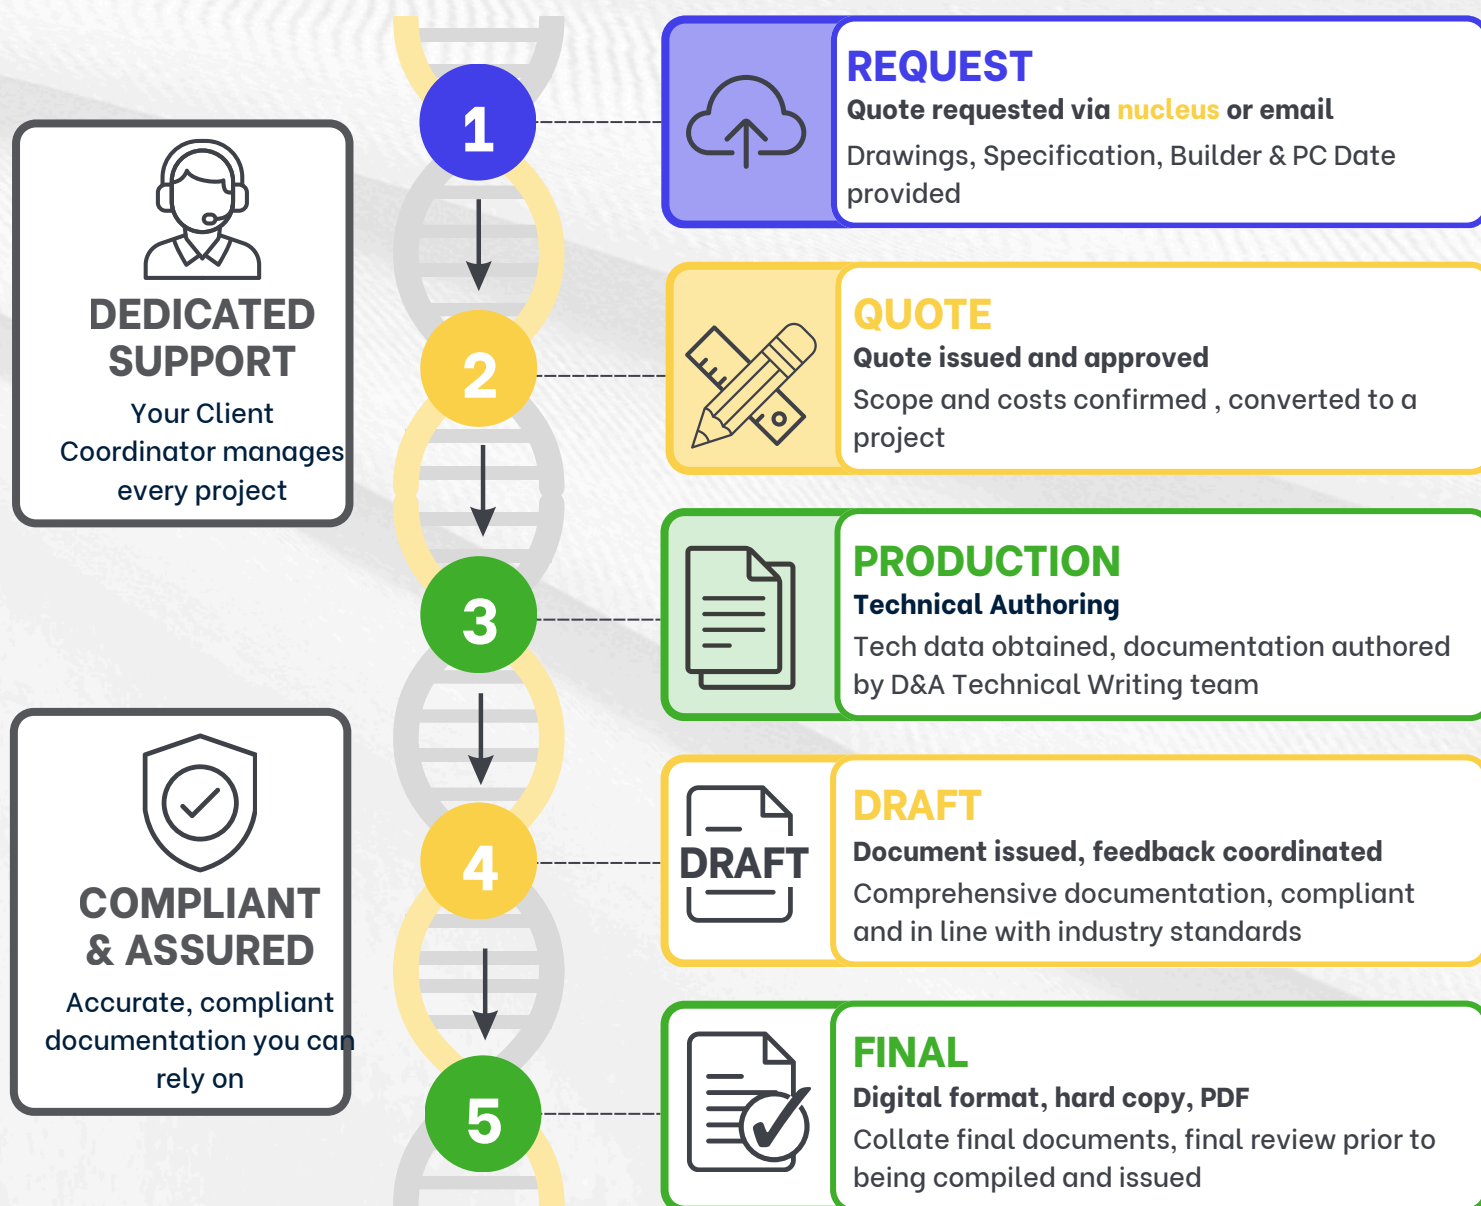 DEDICATED
SUPPORT
Your Client
Coordinator manages
every project
COMPLIANT
& ASSURED
Accurate, compliant
documentation you can
rely on
1
REQUEST
Quote requested via nucleus or email
Drawings, Specification, Builder & PC Date
provided
2
QUOTE
Quote issued and approved
Scope and costs confirmed , converted to a
project
3
PRODUCTION
Technical Authoring
Tech data obtained, documentation authored
by D&A Technical Writing team
4
DRAFT
DRAFT
Document issued, feedback coordinated
Comprehensive documentation, compliant
and in line with industry standards
5
FINAL
Digital format, hard copy, PDF
Collate final documents, final review prior to
being compiled and issued